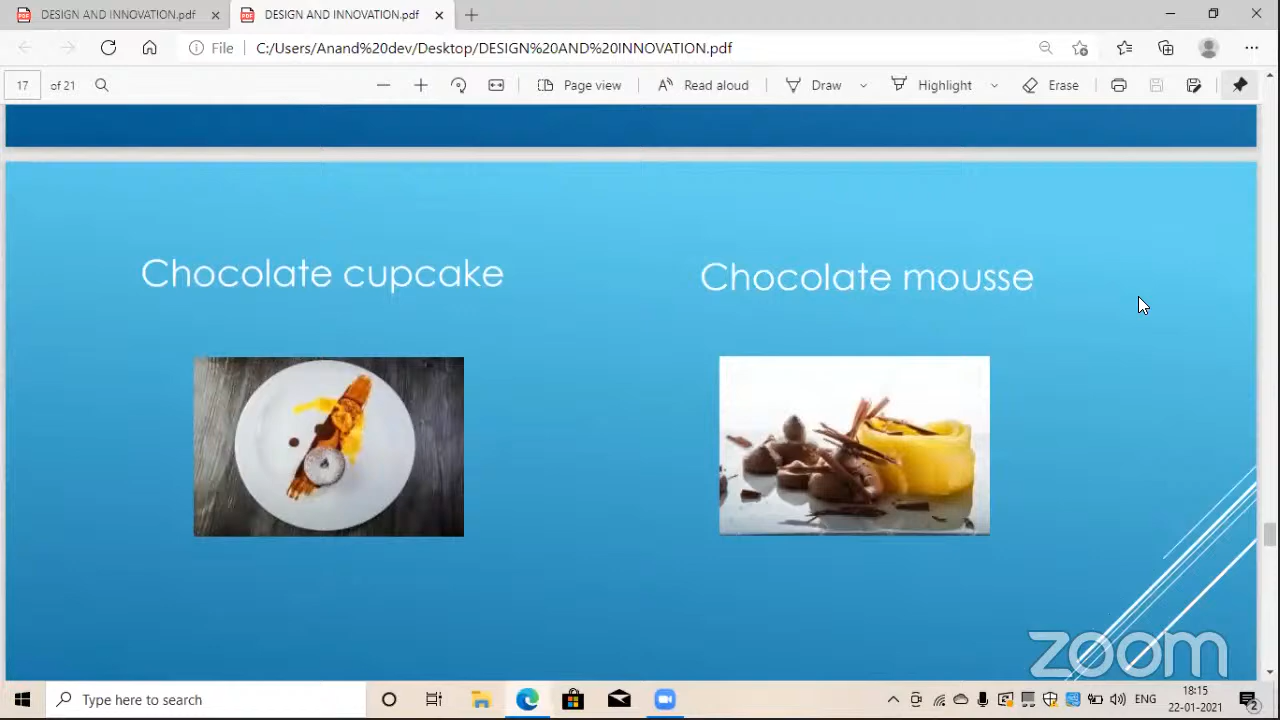 DESIGN AND INNOVATION.pdf
DESIGN AND INNOVATION.pdf
File
C:/Users/Anand%20dev/Desktop/DESIGN%20AND%20INNOVATION.pdf
17 of 21
Page view
Read aloud
Draw
Highlight
Erase
Chocolate cupcake
Chocolate mousse
zoom
Type here to search
ENG
18:15
22-01-2021
2